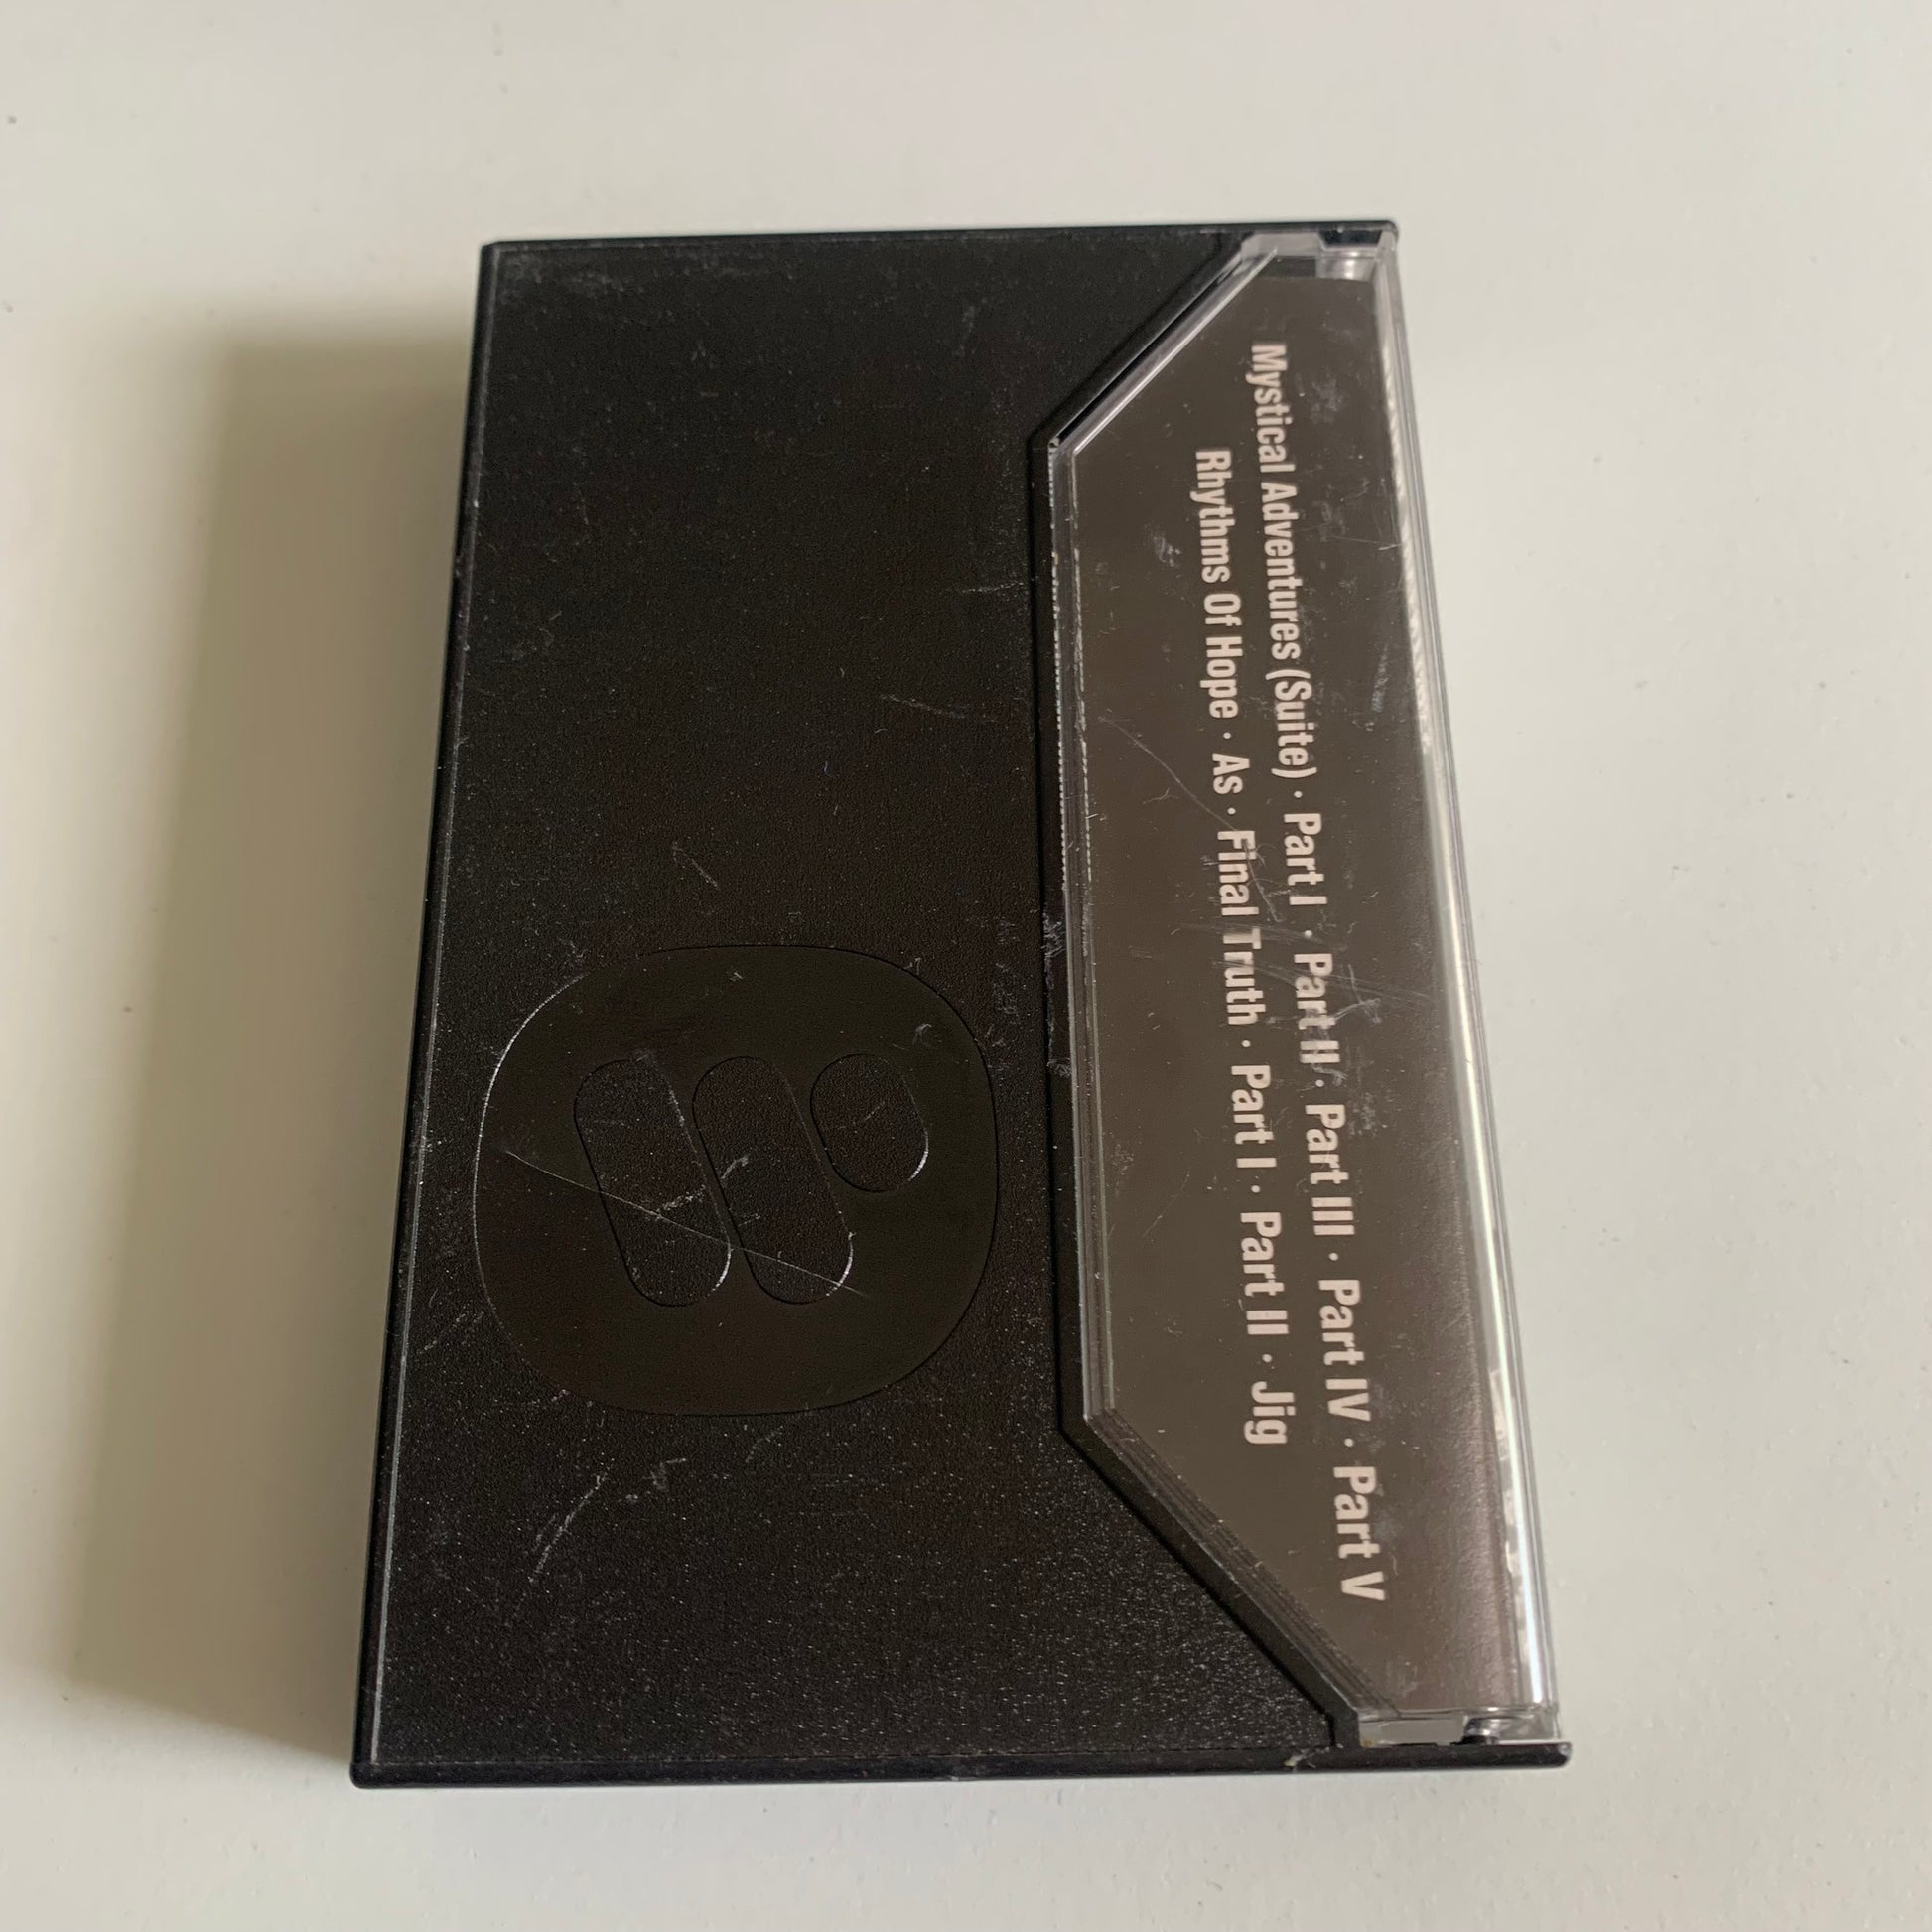 Mystical Adventures (Suite) · Part I · Part II · Part III · Part IV · Part V
Rhythms Of Hope · As · Final Truth · Part I · Part II · Jig